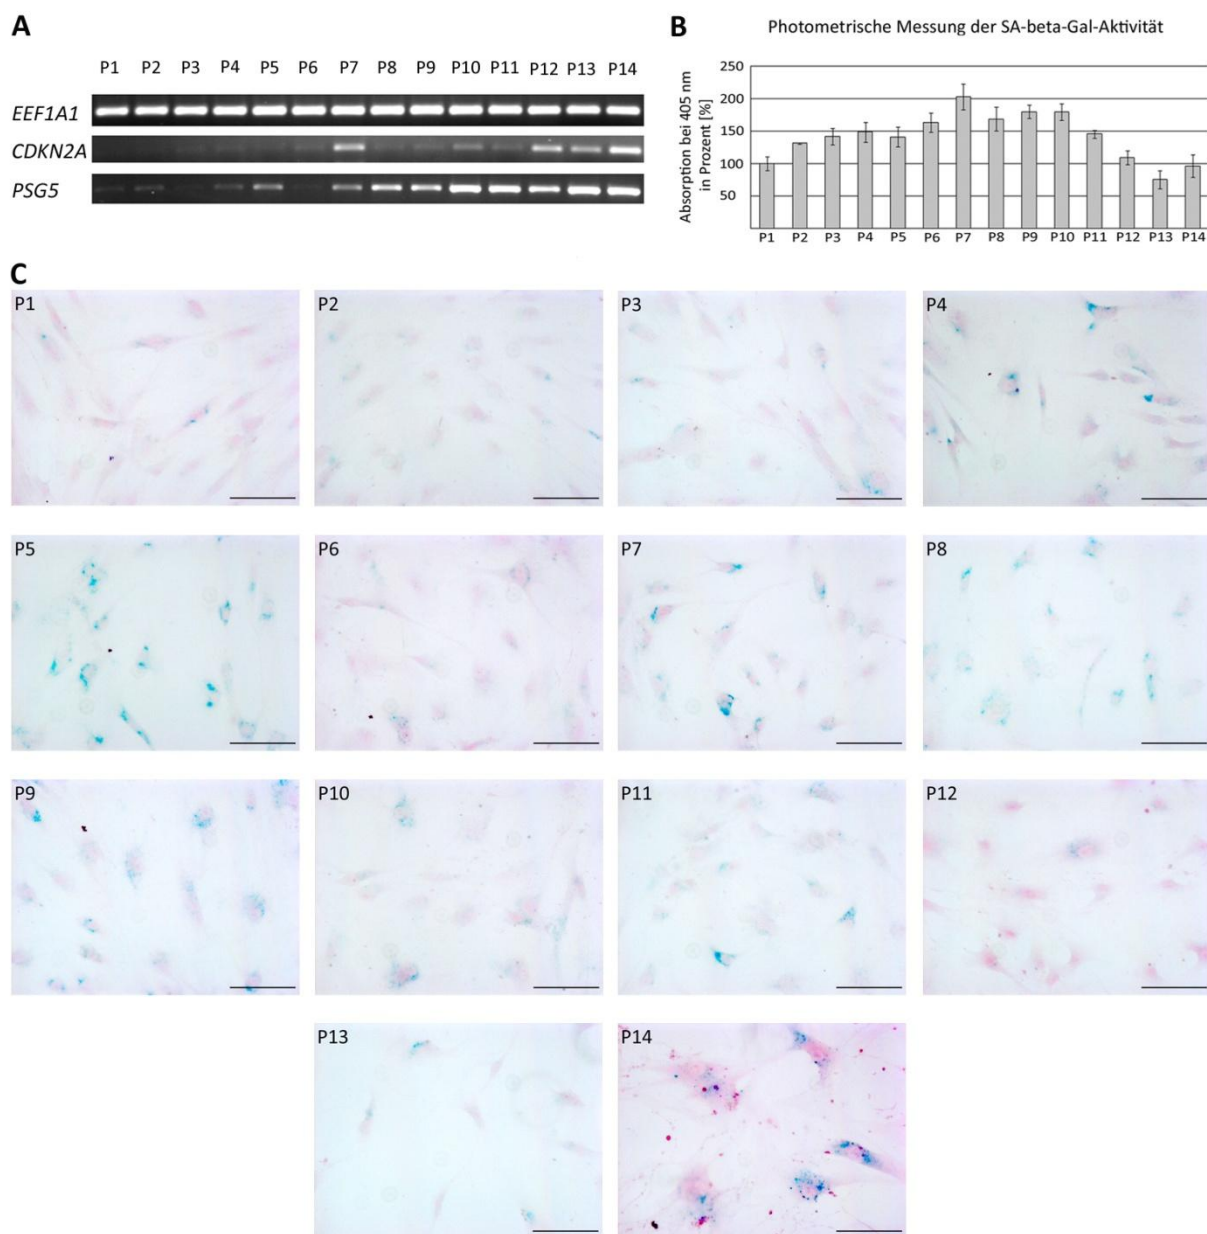 A
P1 P2 P3 P4 P5 P6 P7 P8 P9 P10 P11 P12 P13 P14
EEF1A1
CDKN2A
PSG5
B
Photometrische Messung der SA-beta-Gal-Aktivität
Absorption bei 405 nm
in Prozent [%]
250
200
150
100
50
P1 P2 P3 P4 P5 P6 P7 P8 P9 P10 P11 P12 P13 P14
C
P1 P2 P3 P4
P5 P6 P7 P8
P9 P10 P11 P12
P13 P14